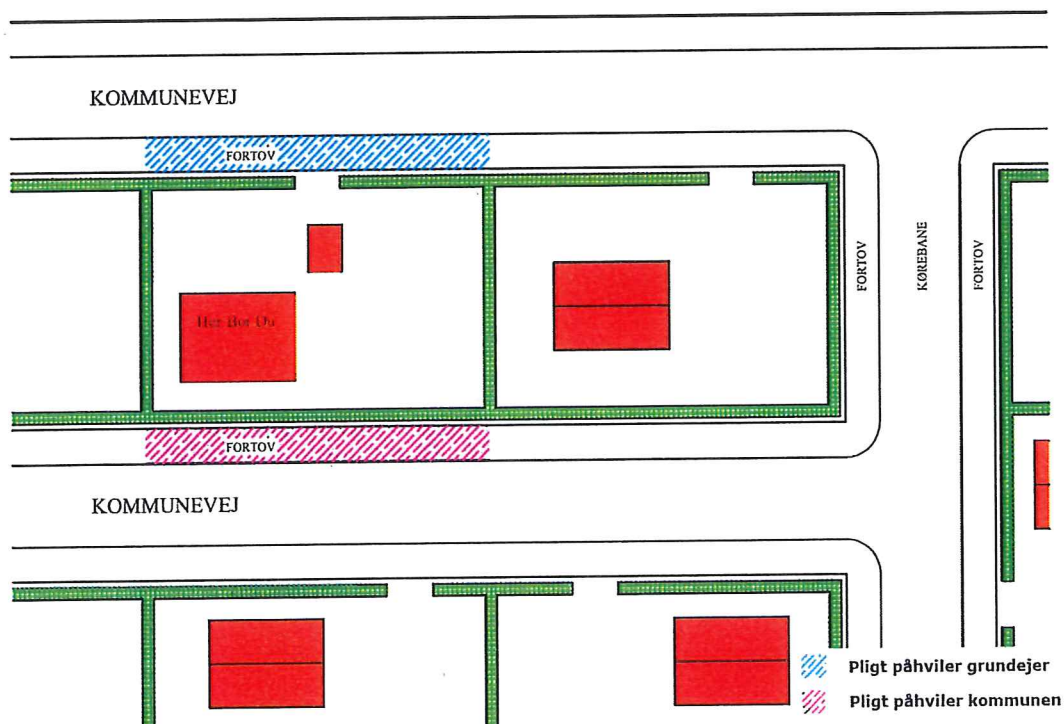 KOMMUNEVEJ
FORTOV
FORTOV
KØREBANE
FORTOV
Her Bor Du
FORTOV
KOMMUNEVEJ
Pligt påhviler grundejer
Pligt påhviler kommunen